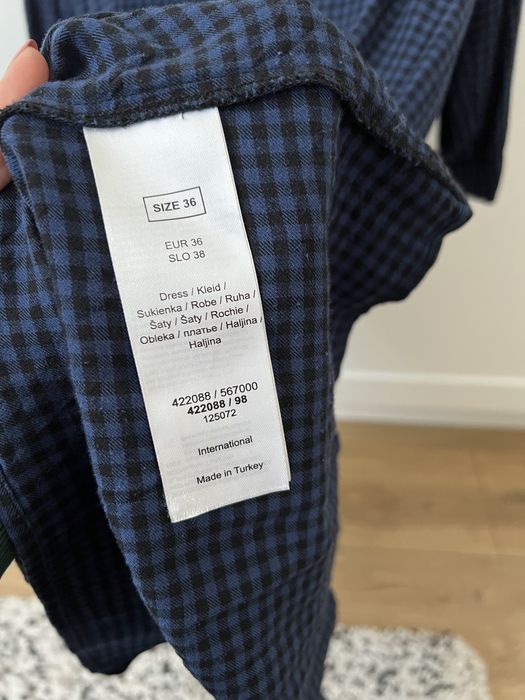 SIZE 36
EUR 36
SLO 38
Dress / Kleid /
Sukienka / Robe / Ruha /
Šaty / Šaty / Rochie /
Obleka / платье / Haljina /
Haljina
422088 / 567000
422088 / 98
125072
International
Made in Turkey